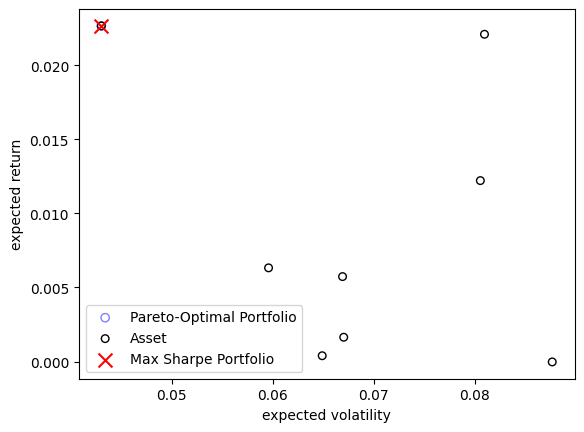 0.020
0.015
0.010
0.005
0.000
expected return
Pareto-Optimal Portfolio
Asset
Max Sharpe Portfolio
0.05 0.06 0.07 0.08
expected volatility